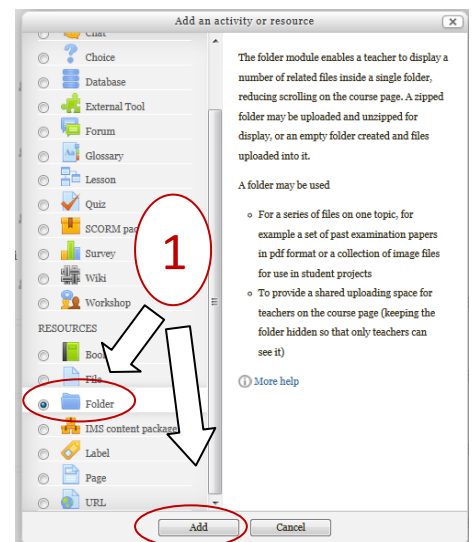 Add an activity or resource
Chat
Choice
Database
External Tool
Forum
Glossary
Lesson
Quiz
SCORM
Survey
Wiki
Workshop
RESOURCES
File
Folder
IMS content package
Label
Page
URL
1
The folder module enables a teacher to display a
number of related files inside a single folder,
reducing scrolling on the course page. A zipped
folder may be uploaded and unzipped for
display, or an empty folder created and files
uploaded into it.
A folder may be used
For a series of files on one topic, for
example a set of past examination papers
in pdf format or a collection of image files
for use in student projects
To provide a shared uploading space for
teachers on the course page (keeping the
folder hidden so that only teachers can
see it)
More help
Add
Cancel